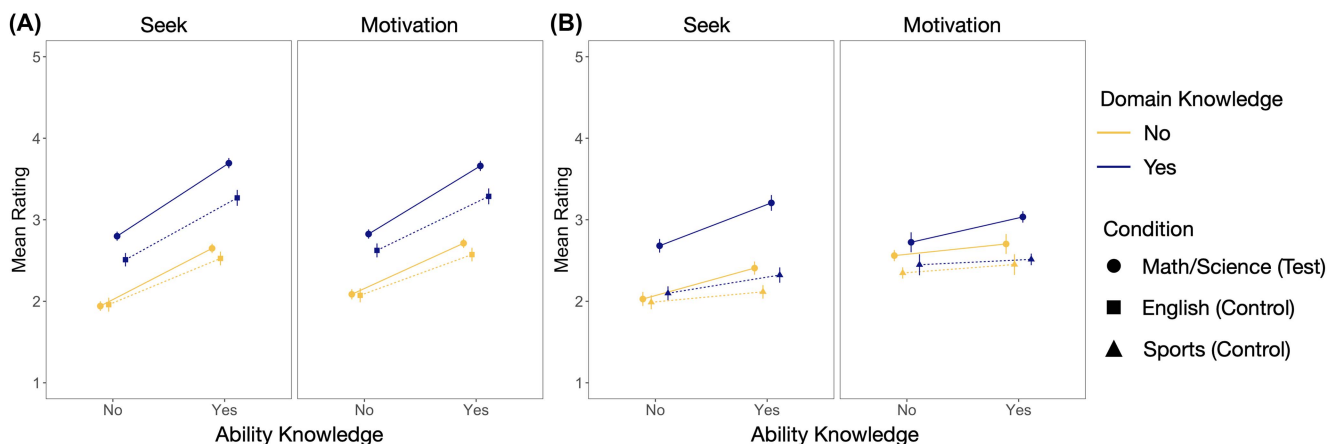 (A)
Seek
Motivation
Mean Rating
5
4
3
2
1
No
Yes
No
Yes
Ability Knowledge
(B)
Seek
Motivation
Mean Rating
5
4
3
2
1
No
Yes
No
Yes
Ability Knowledge
Domain Knowledge
No
Yes
Condition
Math/Science (Test)
English (Control)
Sports (Control)